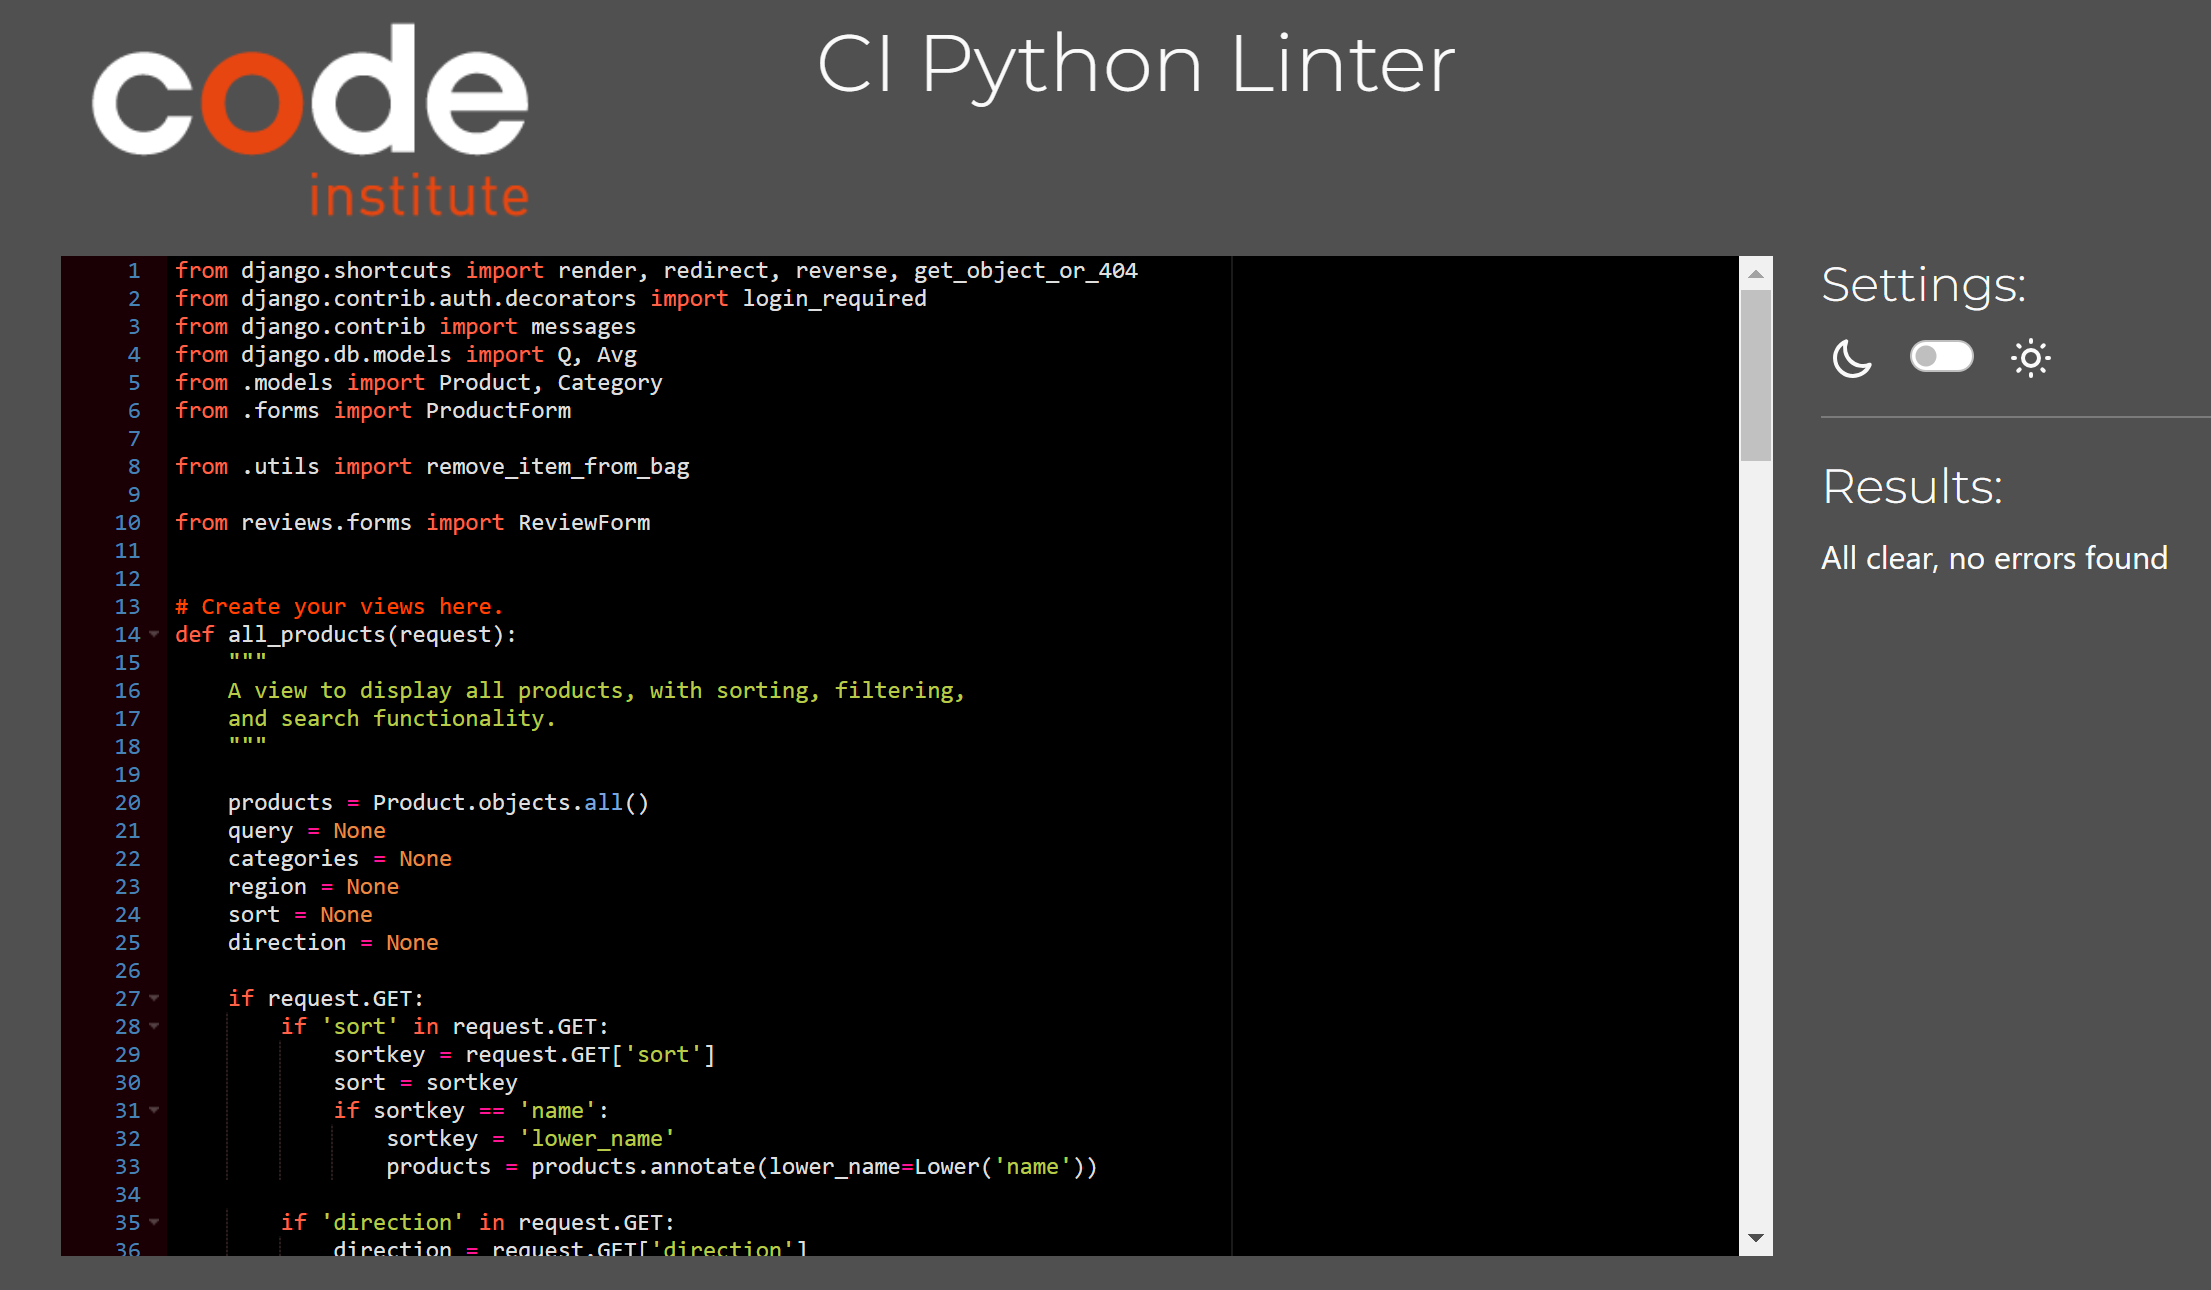 code
institute
CI Python Linter
1 from django.shortcuts import render, redirect, reverse, get_object_or_404
2 from django.contrib.auth.decorators import login_required
3 from django.contrib import messages
4 from django.db.models import Q, Avg
5 from .models import Product, Category
6 from .forms import ProductForm
7
8 from .utils import remove_item_from_bag
9
10 from reviews.forms import ReviewForm
11
12
13 # Create your views here.
14 def all_products(request):
15     """
16     A view to display all products, with sorting, filtering,
17     and search functionality.
18     """
19
20     products = Product.objects.all()
21     query = None
22     categories = None
23     region = None
24     sort = None
25     direction = None
26
27     if request.GET:
28         if 'sort' in request.GET:
29             sortkey = request.GET['sort']
30             sort = sortkey
31             if sortkey == 'name':
32                 sortkey = 'lower_name'
33                 products = products.annotate(lower_name=Lower('name'))
34
35         if 'direction' in request.GET:
36             direction = request.GET['direction']
Settings:
Results:
All clear, no errors found